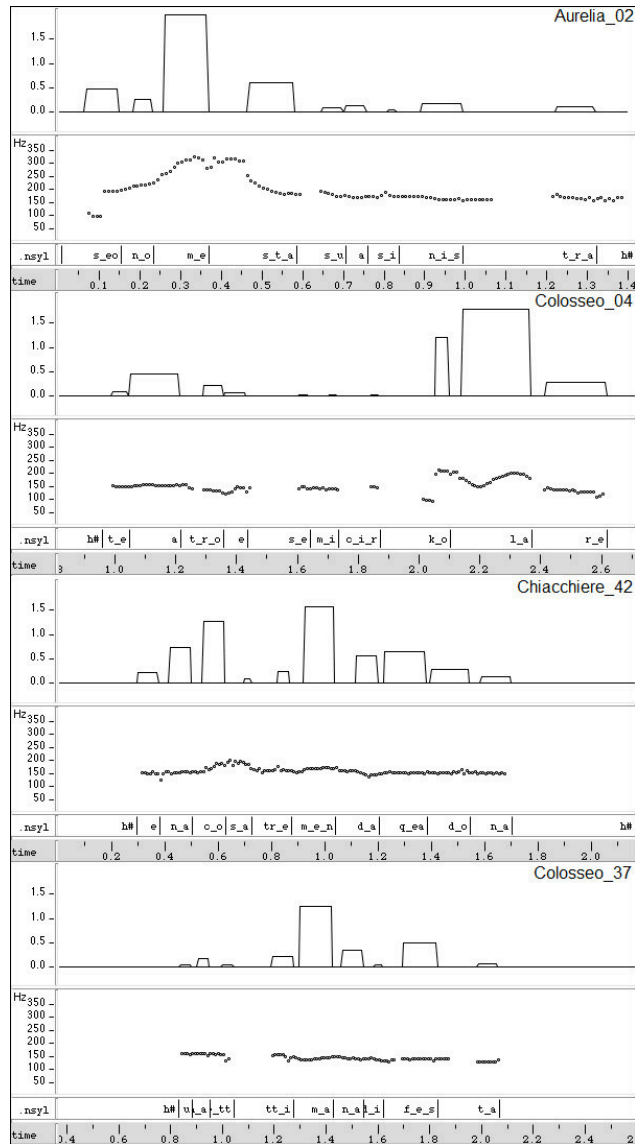 Aurelia_02
1.5
1.0
0.5
0.0
Hz
350
300
250
200
150
100
50
.nsyl s_eo n_o m_e s_t_a s_u a s_i n_i_s t_r_a h#
time 0.1 0.2 0.3 0.4 0.5 0.6 0.7 0.8 0.9 1.0 1.1 1.2 1.3 1.4
Colosseo_04
1.5
1.0
0.5
0.0
Hz
350
300
250
200
150
100
50
.nsyl h# t_e a t_r_o e s_e m_i c_i_r k_o l_a r_e
time 1.0 1.2 1.4 1.6 1.8 2.0 2.2 2.4 2.6
Chiacchiere_42
1.5
1.0
0.5
0.0
Hz
350
300
250
200
150
100
50
.nsyl h# e n_a c_o s_a tr_e m_e_n d_a q_ea d_o n_a h#
time 0.2 0.4 0.6 0.8 1.0 1.2 1.4 1.6 1.8 2.0
Colosseo_37
1.5
1.0
0.5
0.0
Hz
350
300
250
200
150
100
50
.nsyl h# u tt_i m_a n_a f_e_s t_a
time 0.4 0.6 0.8 1.0 1.2 1.4 1.6 1.8 2.0 2.2 2.4